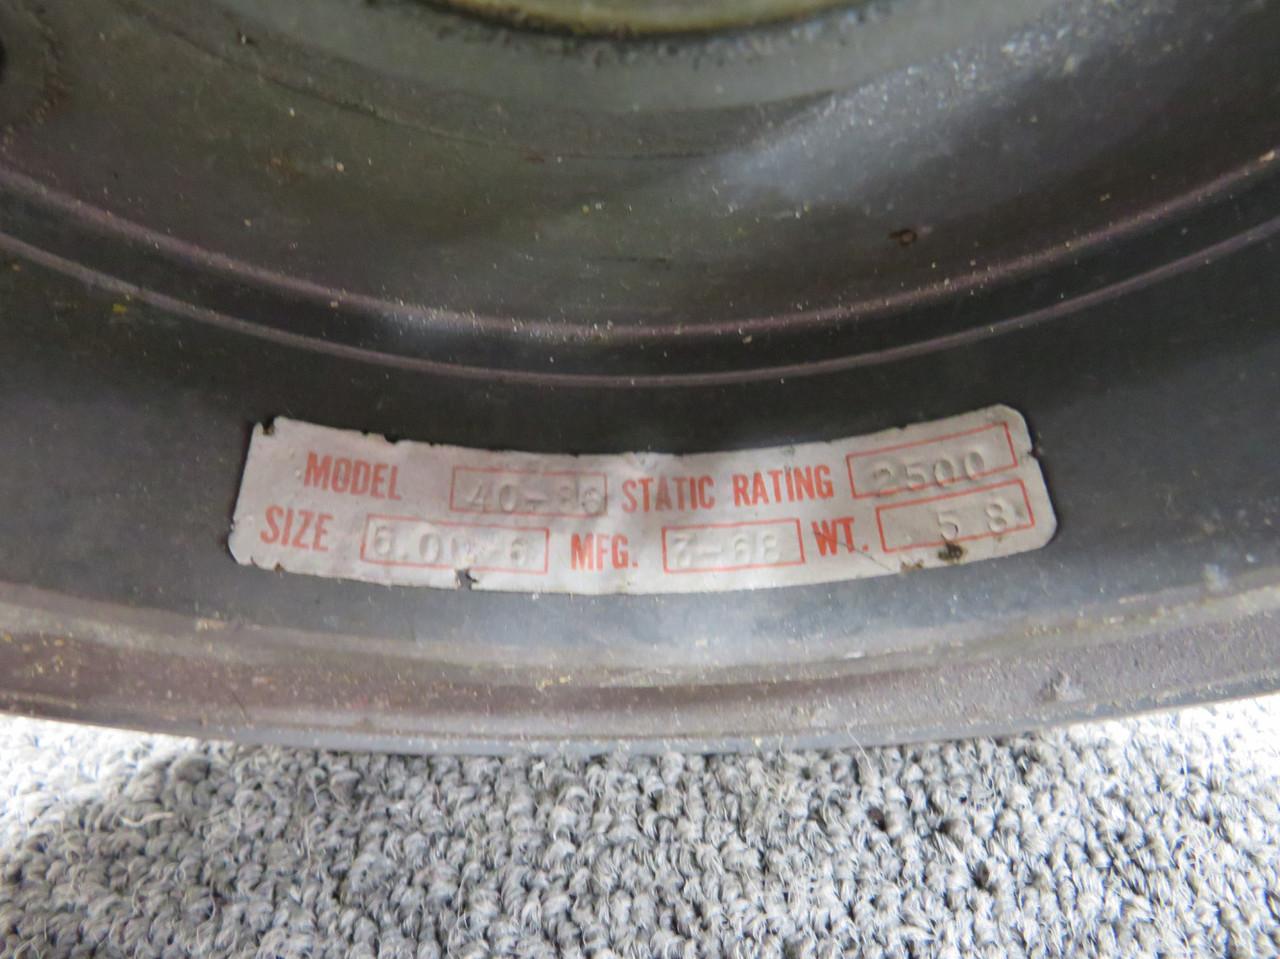 MODEL 40-86 STATIC RATING 2500
SIZE 6.00-6 MFG. 3-68 WT. 5 8